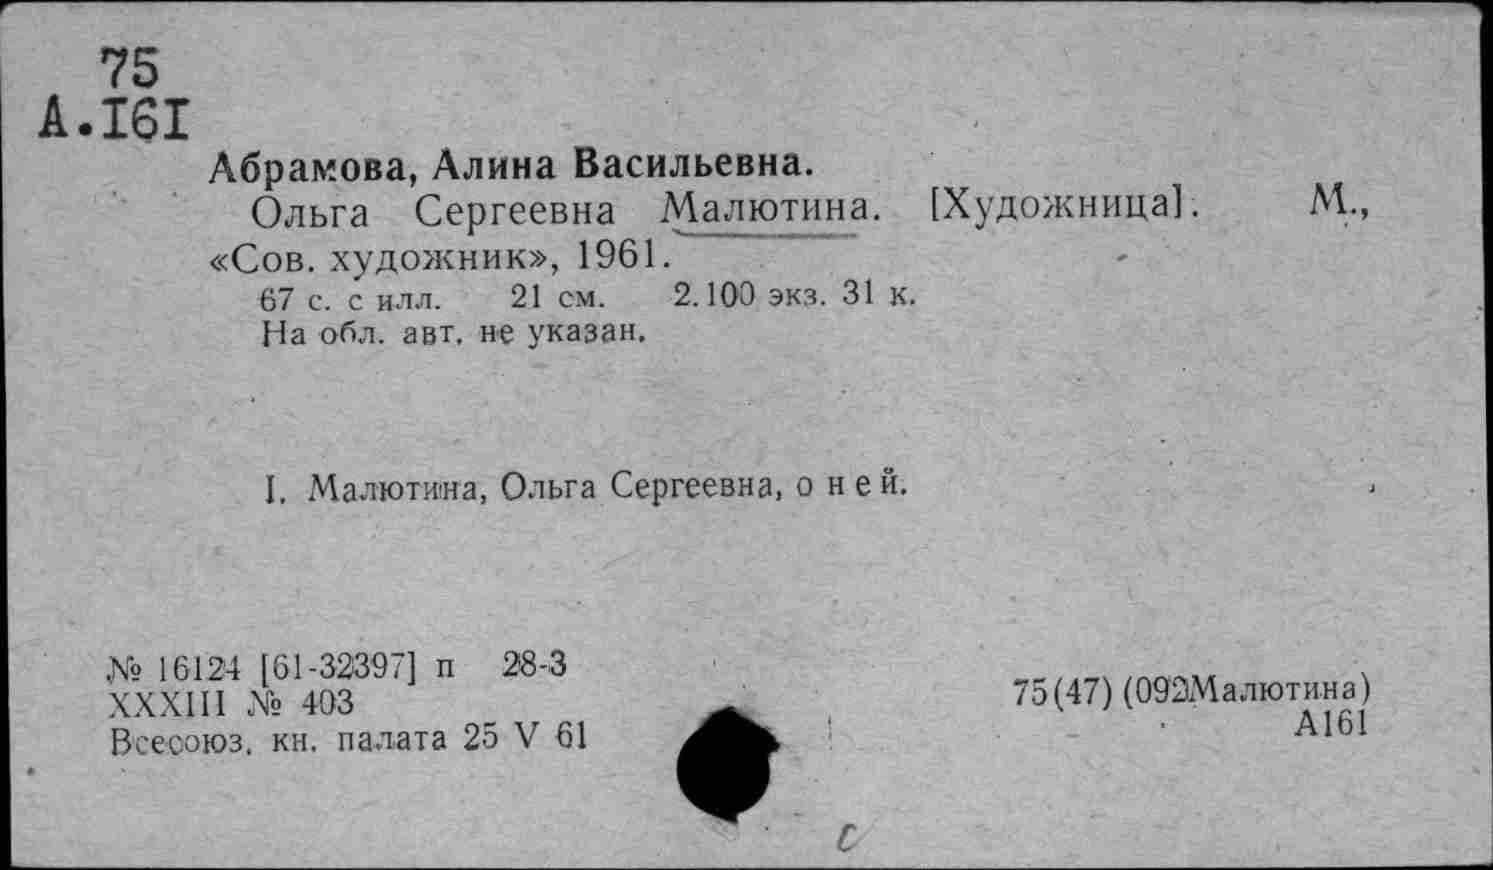 75
А.I6I
Абрамова, Алина Васильевна.
Ольга Сергеевна Малютина. [Художница]. М.,
«Сов. художник», 1961.
67 с. с илл. 21 см. 2.100 экз. 31 к.
На обл. авт. не указан.
I. Малютина, Ольга Сергеевна, о ней.
№ 16124 [61-32397] п 28-3
XXXIII № 403
Всесоюз. кн. палата 25 V 61
75(47) (092Малютина)
А161
с